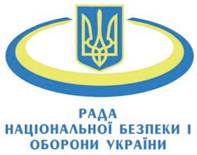 РАДА
НАЦІОНАЛЬНОЇ БЕЗПЕКИ І
ОБОРОНИ УКРАЇНИ